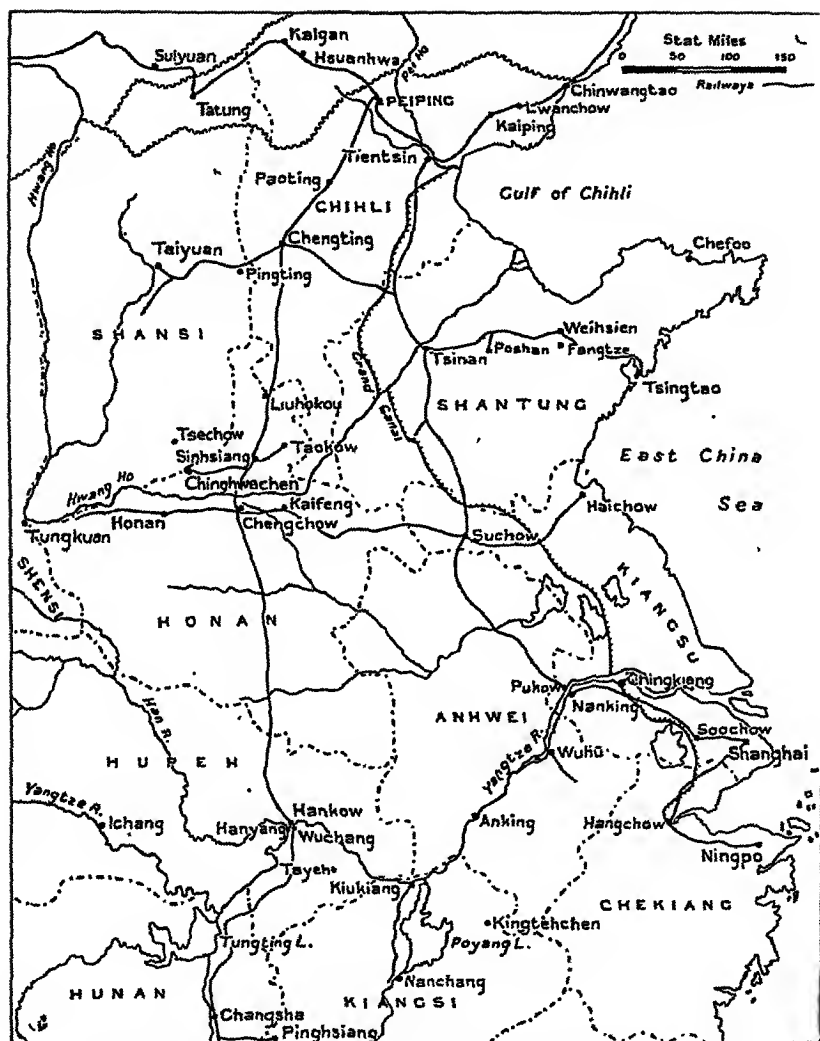 Stat Miles
0 50 100 150
Railways
Kalgan
Suiyuan
Hsuanhwa
Pei Ho
Chinwangtao
Tatung
PEIPING
Lwanchow
Kaiping
Tientsin
Hwang Ho
Paoting
CHIHLI
Gulf of Chihli
Chengting
Taiyuan
Pingting
Chefoo
SHANSI
Weihsien
Tsinan
Poshan
Fangtze
Grand Canal
Tsingtao
SHANTUNG
Liuhokou
Tsechow
Taokow
Sinhsiang
East China Sea
Hwang Ho
Chinghwachen
Kaifeng
Haichow
Tungkuan
Honan
Chengchow
Suchow
SHENSI
KIANGSU
HONAN
Pukow
Chingkiang
Nanking
ANHWEI
Han R.
Soochow
Shanghai
Yangtze R.
Wuhu
HUPEH
Yangtze R.
Ichang
Hankow
Hanyang
Wuchang
Anking
Hangchow
Ningpo
Tayeh
Kiukiang
CHEKIANG
Kingtehchen
Tungting L.
Poyang L.
HUNAN
Nanchang
KIANGSI
Changsha
Pinghsiang